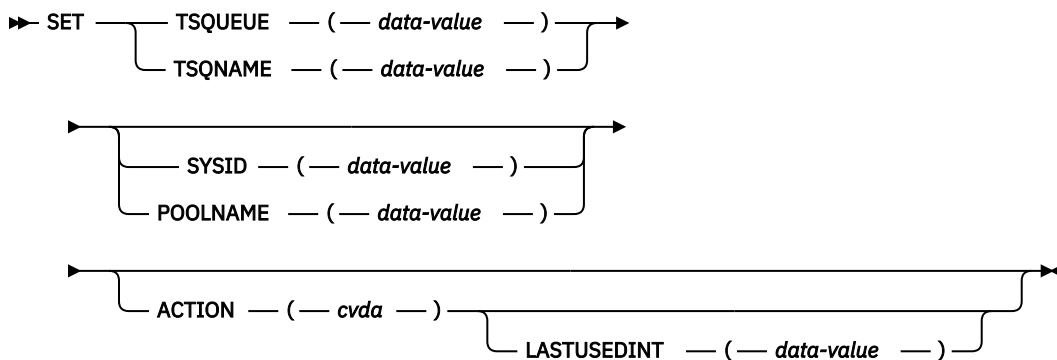 SET TSQUEUE ( data-value )
TSQNAME ( data-value )
SYSID ( data-value )
POOLNAME ( data-value )
ACTION ( cvda )
LASTUSEDINT ( data-value )